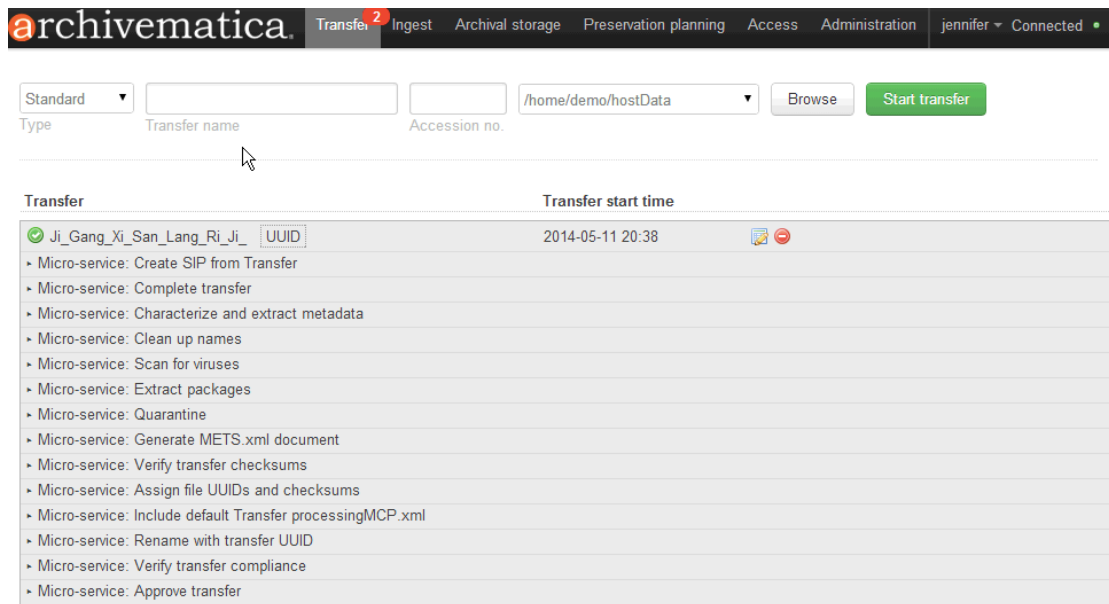 archivematica. Transfer 2 Ingest Archival storage Preservation planning Access Administration jennifer Connected
Standard /home/demo/hostData Browse Start transfer
Type Transfer name Accession no.
Transfer Transfer start time
Ji_Gang_Xi_San_Lang_Ri_Ji_ UUID 2014-05-11 20:38
Micro-service: Create SIP from Transfer
Micro-service: Complete transfer
Micro-service: Characterize and extract metadata
Micro-service: Clean up names
Micro-service: Scan for viruses
Micro-service: Extract packages
Micro-service: Quarantine
Micro-service: Generate METS.xml document
Micro-service: Verify transfer checksums
Micro-service: Assign file UUIDs and checksums
Micro-service: Include default Transfer processingMCP.xml
Micro-service: Rename with transfer UUID
Micro-service: Verify transfer compliance
Micro-service: Approve transfer